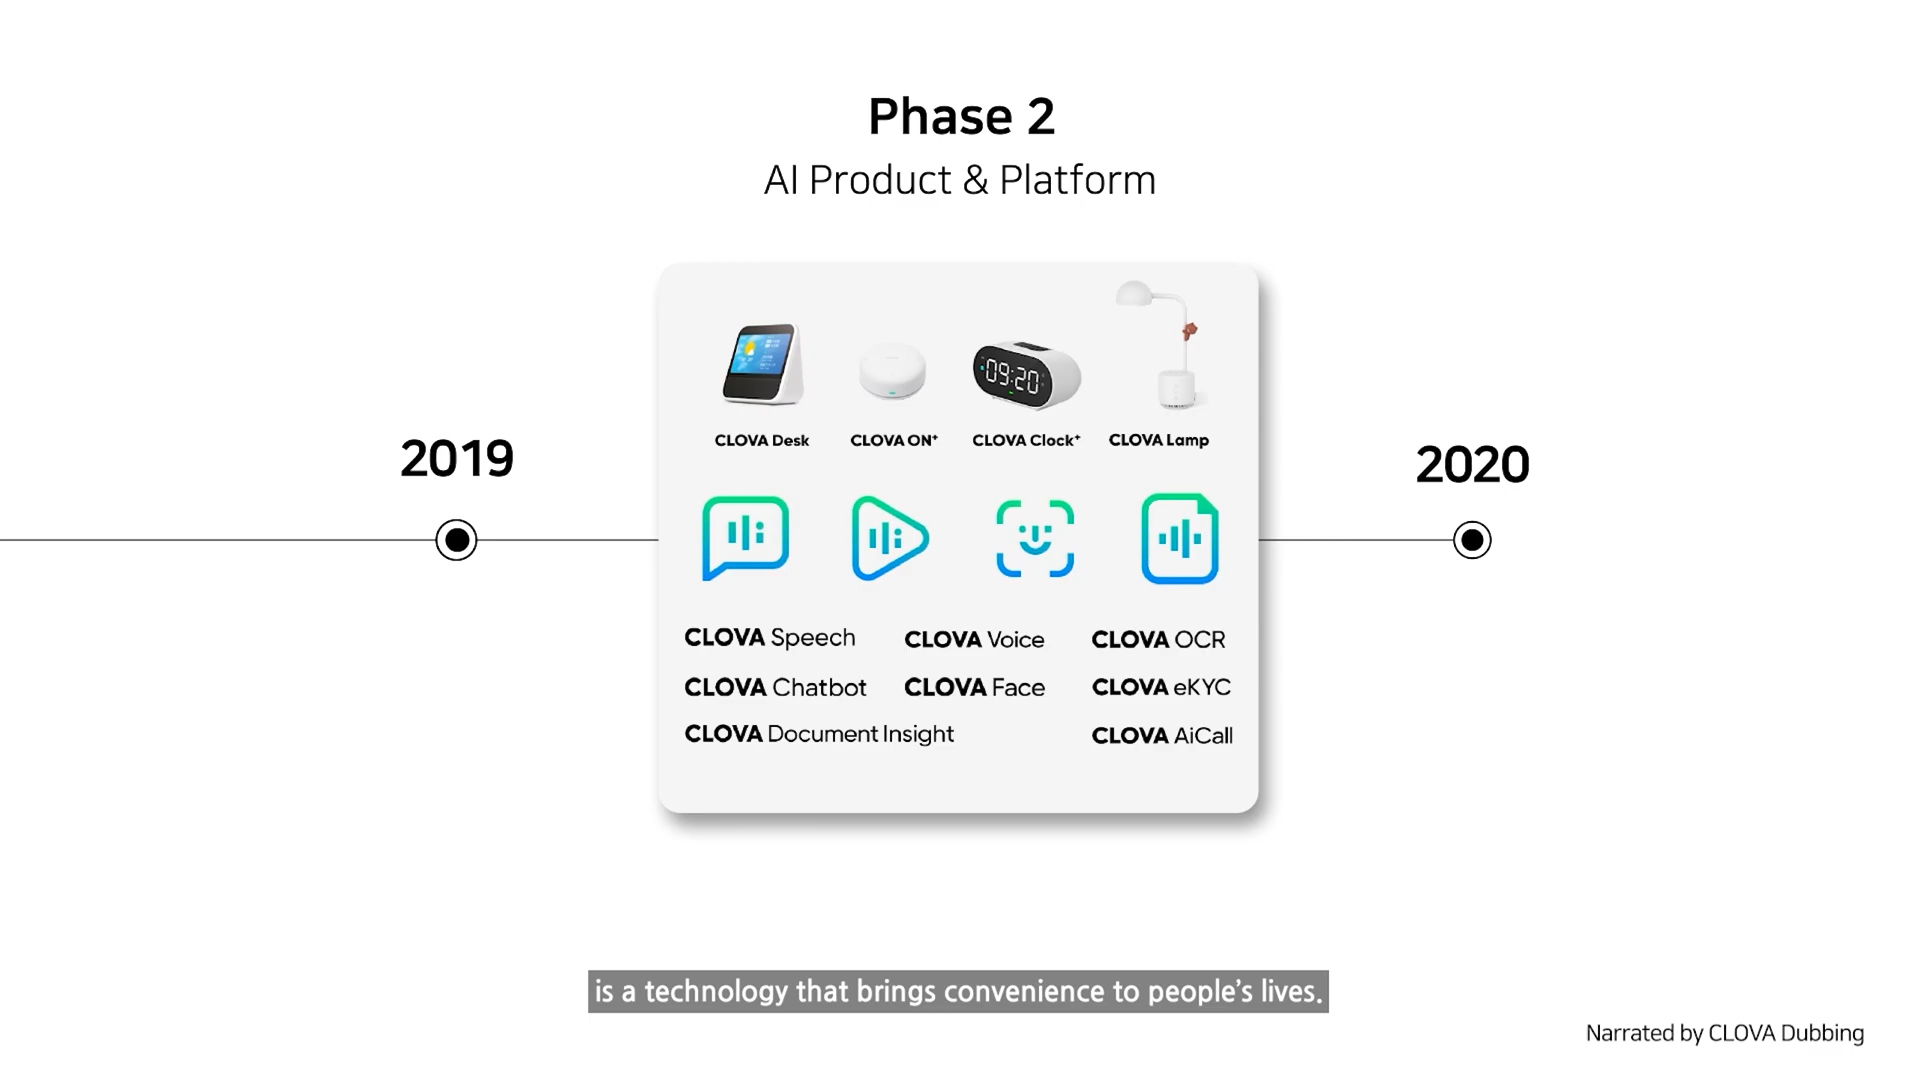 Phase 2
AI Product & Platform
2019
2020
09:20
CLOVA Desk
CLOVA ON+
CLOVA Clock+
CLOVA Lamp
CLOVA Speech
CLOVA Voice
CLOVA OCR
CLOVA Chatbot
CLOVA Face
CLOVA eKYC
CLOVA Document Insight
CLOVA AiCall
is a technology that brings convenience to people's lives.
Narrated by CLOVA Dubbing